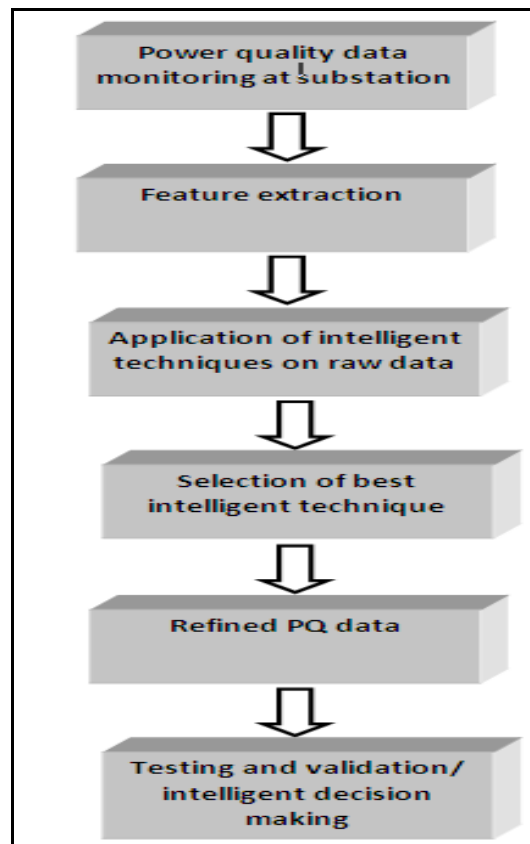 Power quality data
monitoring at substation
Feature extraction
Application of intelligent
techniques on raw data
Selection of best
intelligent technique
Refined PQ data
Testing and validation/
intelligent decision
making